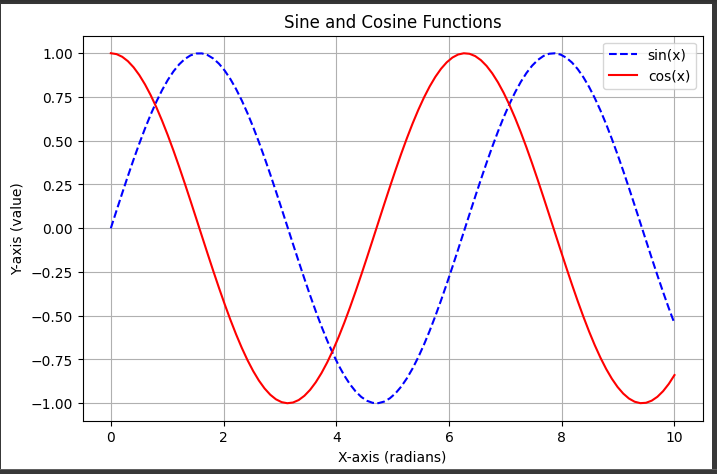 Sine and Cosine Functions
sin(x)
cos(x)
1.00
0.75
0.50
0.25
0.00
−0.25
−0.50
−0.75
−1.00
Y-axis (value)
0 2 4 6 8 10
X-axis (radians)